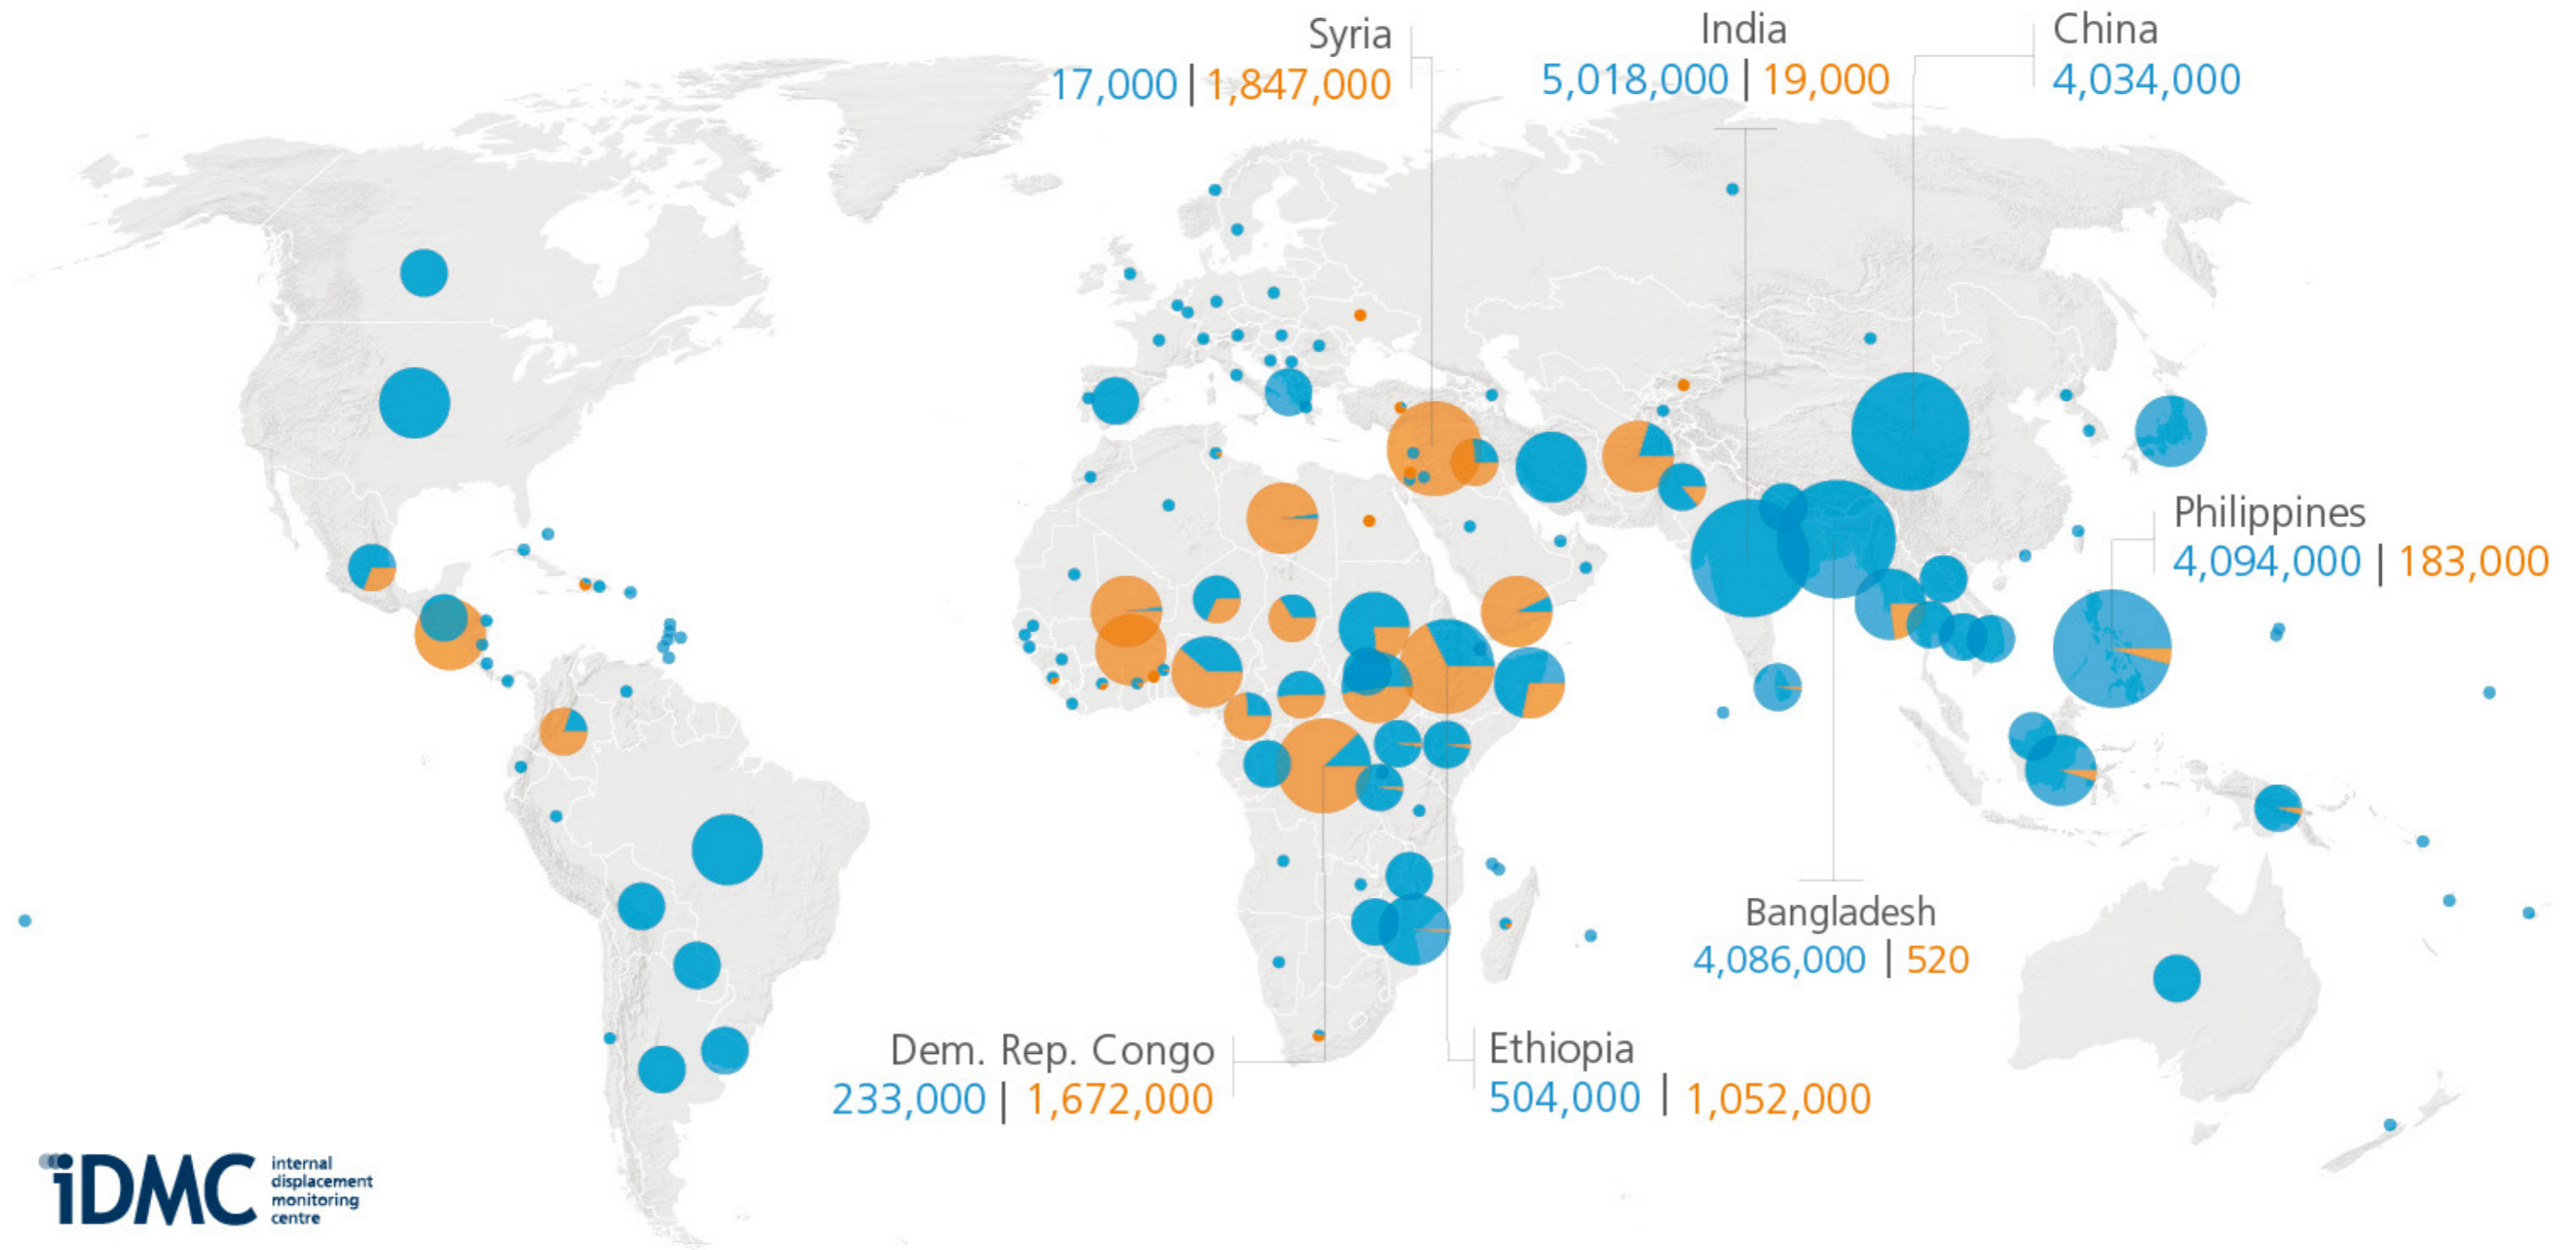 Syria
17,000 | 1,847,000
India
5,018,000 | 19,000
China
4,034,000
Philippines
4,094,000 | 183,000
Bangladesh
4,086,000 | 520
Dem. Rep. Congo
233,000 | 1,672,000
Ethiopia
504,000 | 1,052,000
iDMC
internal
displacement
monitoring
centre